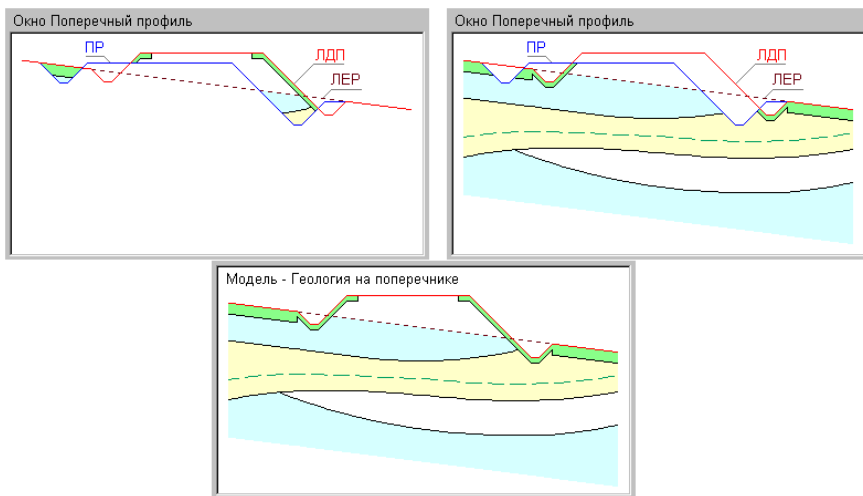 Окно Поперечный профиль
ПР
ЛДП
ЛЕР
Окно Поперечный профиль
ПР
ЛДП
ЛЕР
Модель - Геология на поперечнике